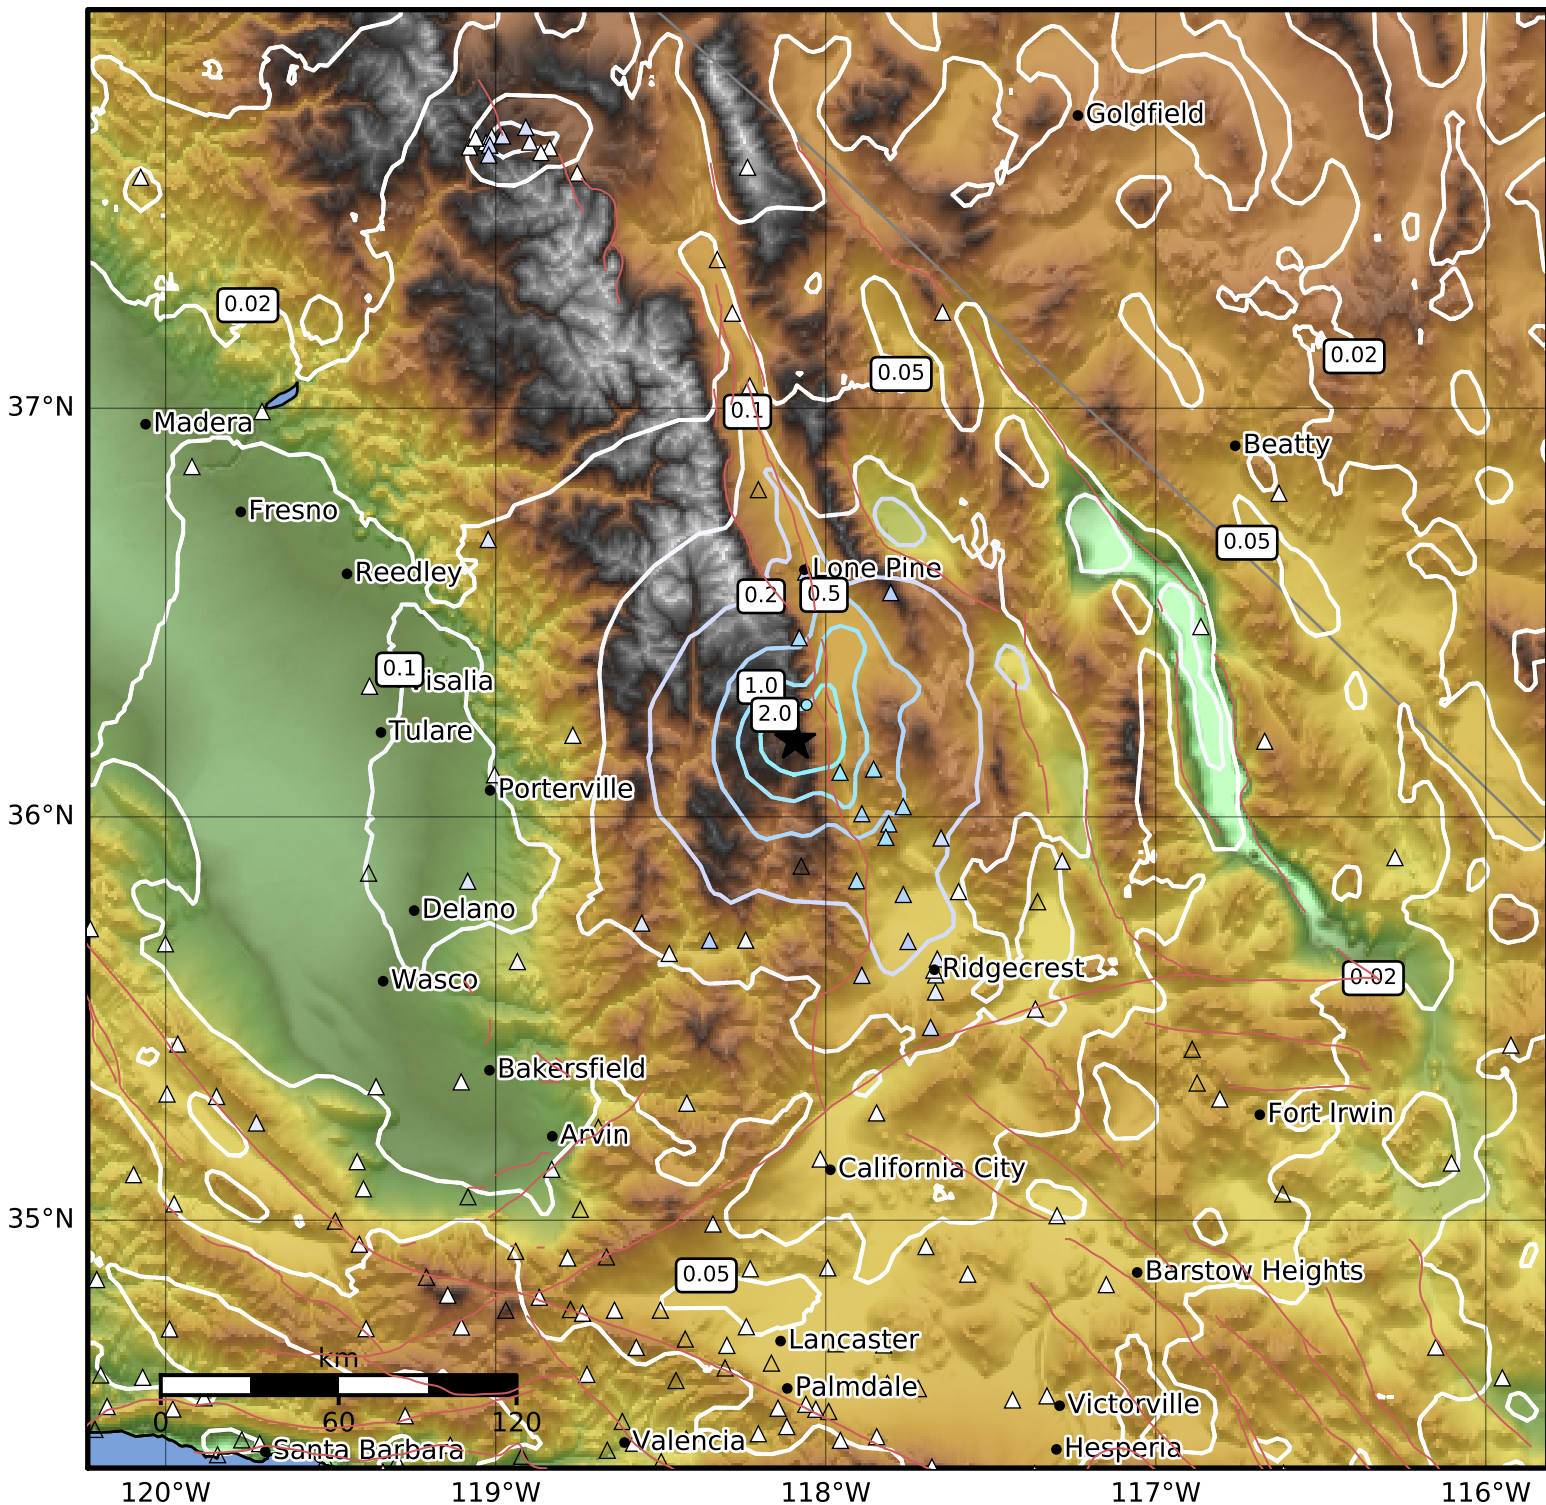 Goldfield
0.02
0.02
0.05
0.1
37°N
Madera
Beatty
Fresno
0.05
Reedley
Lone Pine
0.2
0.5
0.1
Visalia
1.0
2.0
Tulare
Porterville
36°N
Delano
Ridgecrest
Wasco
0.02
Bakersfield
Fort Irwin
Arvin
California City
35°N
0.05
Barstow Heights
Lancaster
km
Palmdale
Victorville
0
60
120
Valencia
Hesperia
Santa Barbara
120°W
119°W
118°W
117°W
116°W